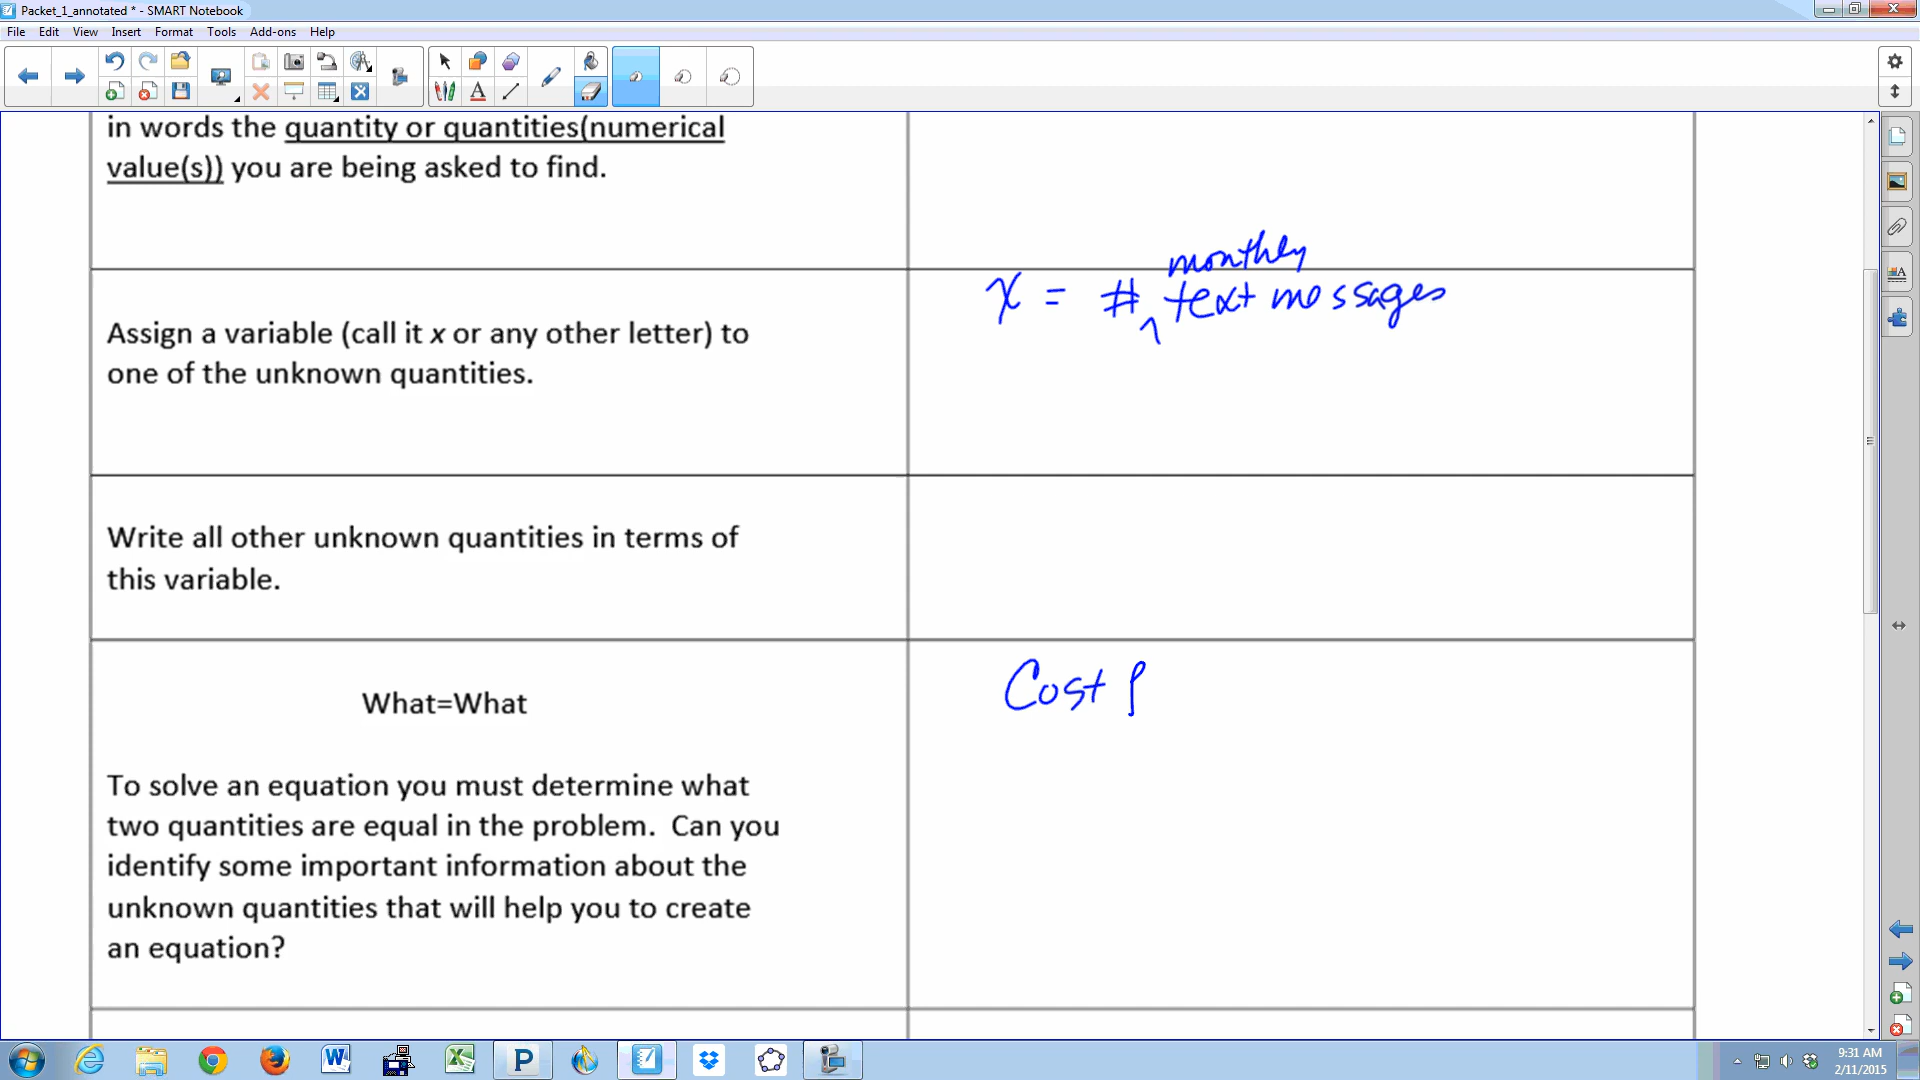 Packet_1_annotated * - SMART Notebook
File Edit View Insert Format Tools Add-ons Help
in words the quantity or quantities(numerical
value(s)) you are being asked to find.
monthly
x = # ^ text messages
Assign a variable (call it x or any other letter) to
one of the unknown quantities.
Write all other unknown quantities in terms of
this variable.
What=What
Cost
To solve an equation you must determine what
two quantities are equal in the problem. Can you
identify some important information about the
unknown quantities that will help you to create
an equation?
9:31 AM
2/11/2015